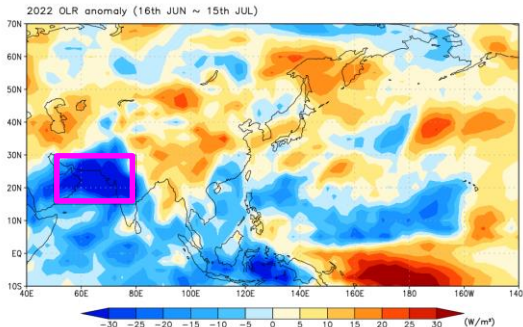 2022 OLR anomaly (16th JUN ~ 15th JUL)
70N
60N
50N
40N
30N
20N
10N
EQ
10S
40E 60E 80E 100E 120E 140E 160E 180 160W 140
-30 -25 -20 -15 -10 -5 0 5 10 15 20 25 30 (W/m²)